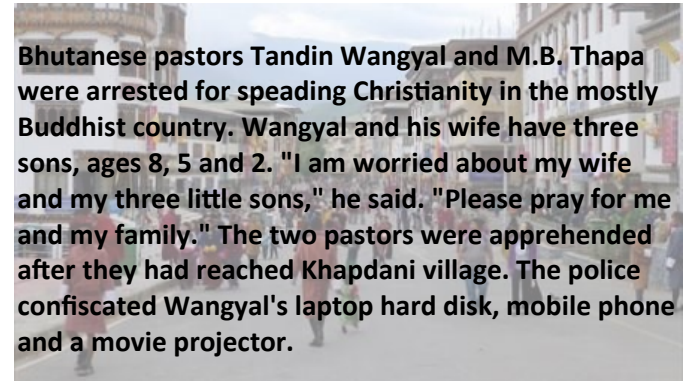 Bhutanese pastors Tandin Wangyal and M.B. Thapa
were arrested for speading Christianity in the mostly
Buddhist country. Wangyal and his wife have three
sons, ages 8, 5 and 2. "I am worried about my wife
and my three little sons," he said. "Please pray for me
and my family." The two pastors were apprehended
after they had reached Khapdani village. The police
confiscated Wangyal's laptop hard disk, mobile phone
and a movie projector.